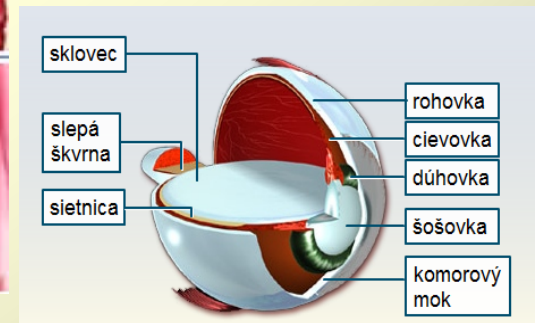 sklovec
slepá
škvrna
sietnica
rohovka
cievovka
dúhovka
šošovka
komorový
mok